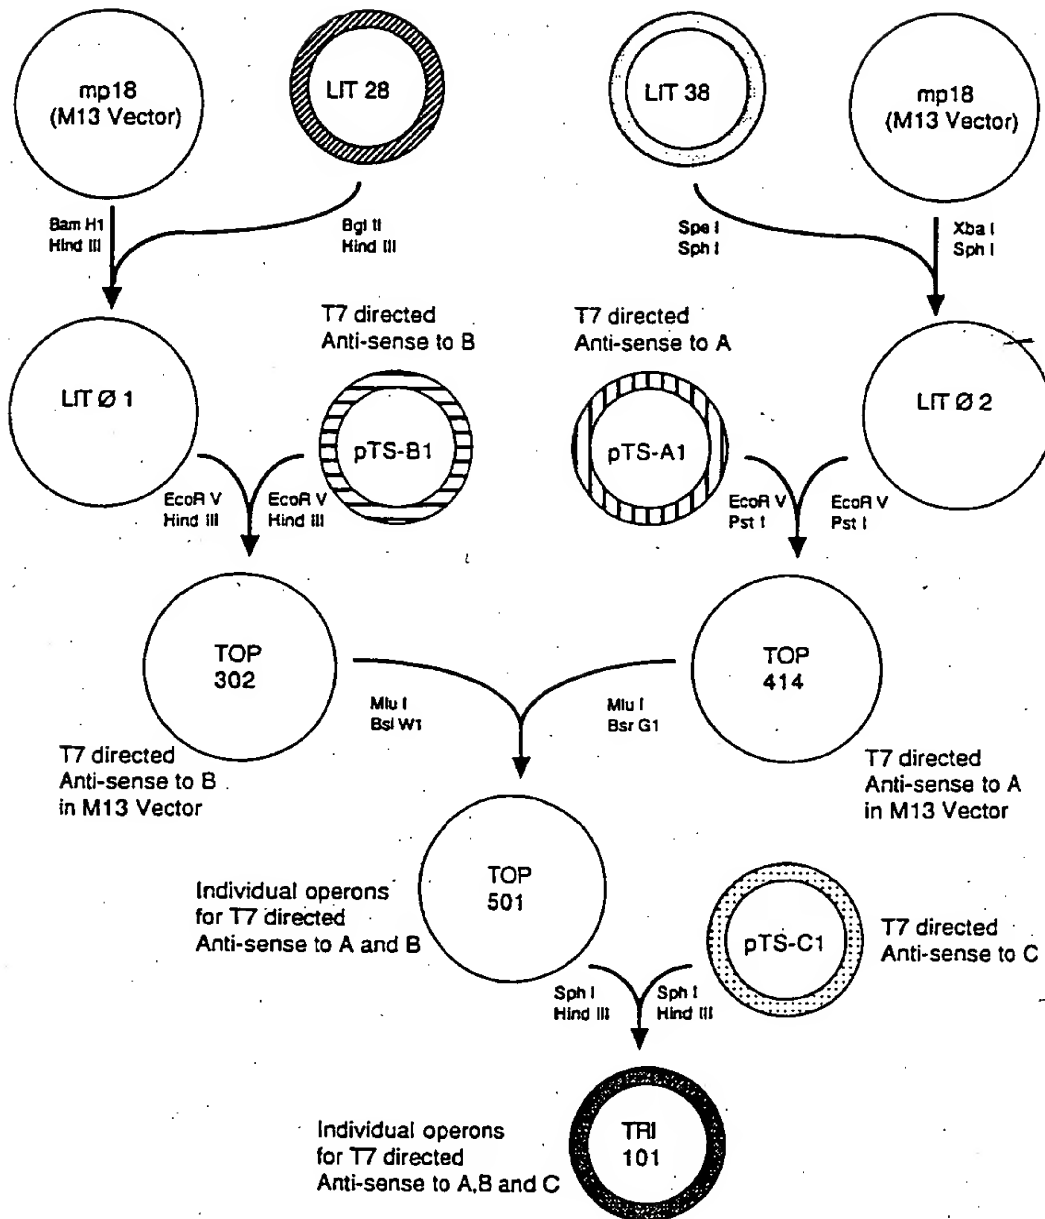 mp18
(M13 Vector)
LIT 28
LIT 38
mp18
(M13 Vector)
Bam H1
Hind III
Bgl II
Hind III
Spe I
Sph I
Xba I
Sph I
T7 directed
Anti-sense to B
T7 directed
Anti-sense to A
LIT Ø 1
pTS-B1
pTS-A1
LIT Ø 2
EcoR V
Hind III
EcoR V
Hind III
EcoR V
Pst I
EcoR V
Pst I
TOP
302
TOP
414
Mlu I
Bsi W1
Mlu I
Bsr G1
T7 directed
Anti-sense to B
in M13 Vector
T7 directed
Anti-sense to A
in M13 Vector
TOP
501
Individual operons
for T7 directed
Anti-sense to A and B
pTS-C1
T7 directed
Anti-sense to C
Sph I
Hind III
Sph I
Hind III
TRI
101
Individual operons
for T7 directed
Anti-sense to A,B and C